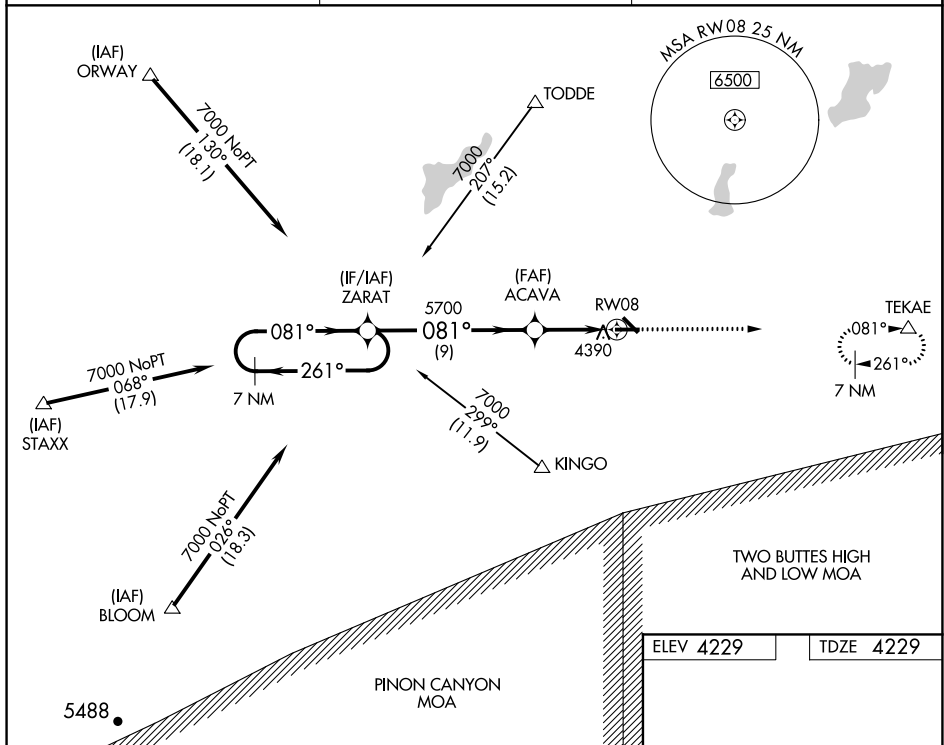 (IAF)
ORWAY
7000 NoPT
130°
(18.1)
TODDE
7000
207°
(15.2)
MSA RW08 25 NM
6500
(IF/IAF)
ZARAT
5700
081°
(9)
(FAF)
ACAVA
RW08
4390
TEKAE
081°
261°
7 NM
081°
261°
7 NM
7000 NoPT
068°
(17.9)
(IAF)
STAXX
7000
299°
(11.9)
KINGO
7000 NoPT
026°
(18.3)
(IAF)
BLOOM
TWO BUTTES HIGH
AND LOW MOA
PINON CANYON
MOA
5488
ELEV 4229
TDZE 4229